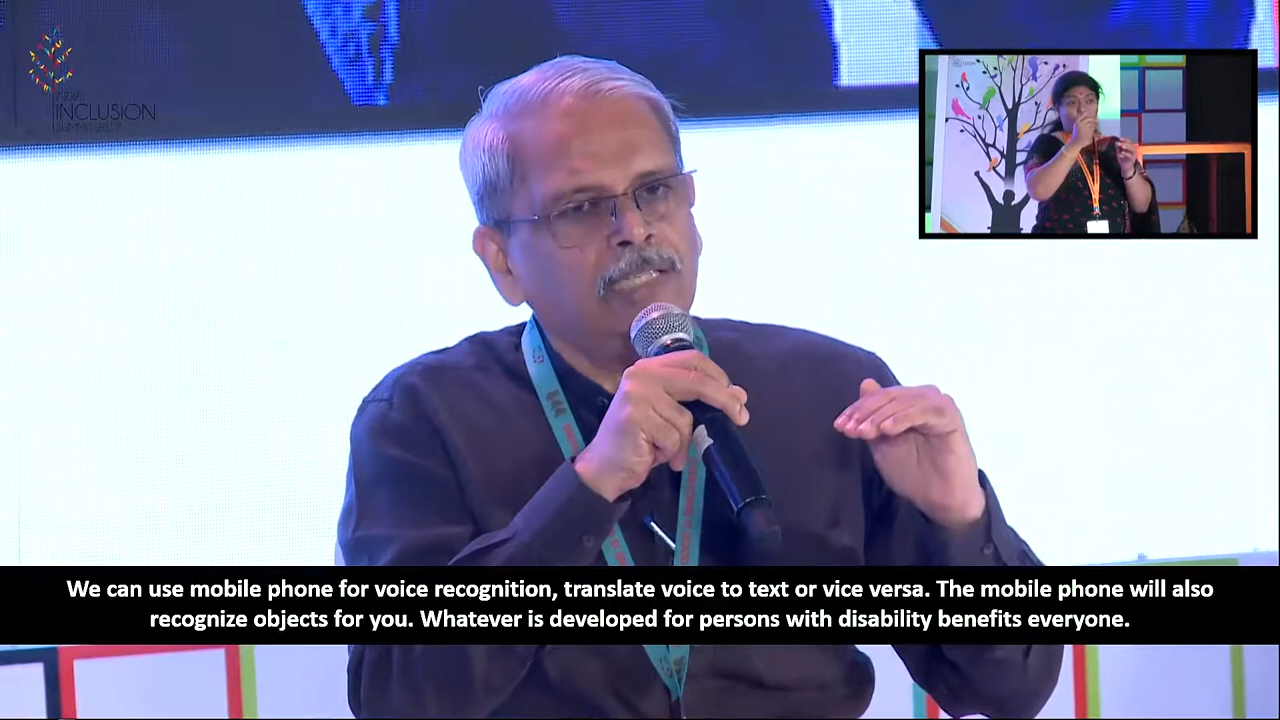 INCLUSION
We can use mobile phone for voice recognition, translate voice to text or vice versa. The mobile phone will also
recognize objects for you. Whatever is developed for persons with disability benefits everyone.